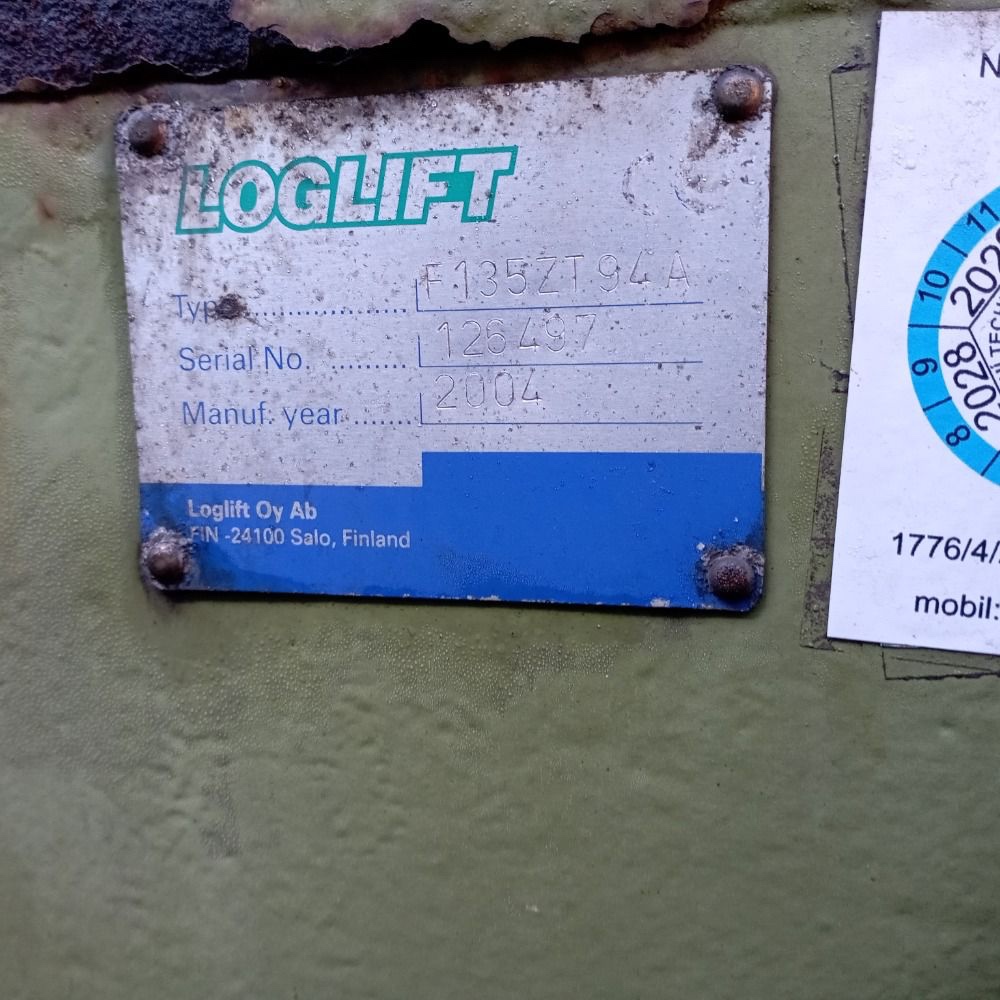 LOGLIFT
Type .................... F135ZT94A
Serial No. ......... 126497
Manuf. year ....... 2004
Loglift Oy Ab
FIN -24100 Salo, Finland
N
11
10
9
8
2028
1776/4/
mobil: